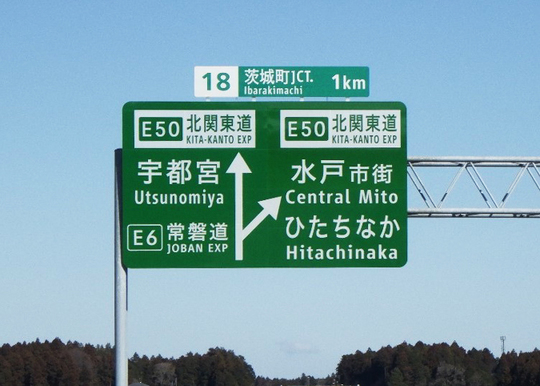 18 茨城町JCT. 1km
Ibarakimachi
E50 北関東道
KITA-KANTO EXP
宇都宮
Utsunomiya
E6 常磐道
JOBAN EXP
E50 北関東道
KITA-KANTO EXP
水戸市街
Central Mito
ひたちなか
Hitachinaka